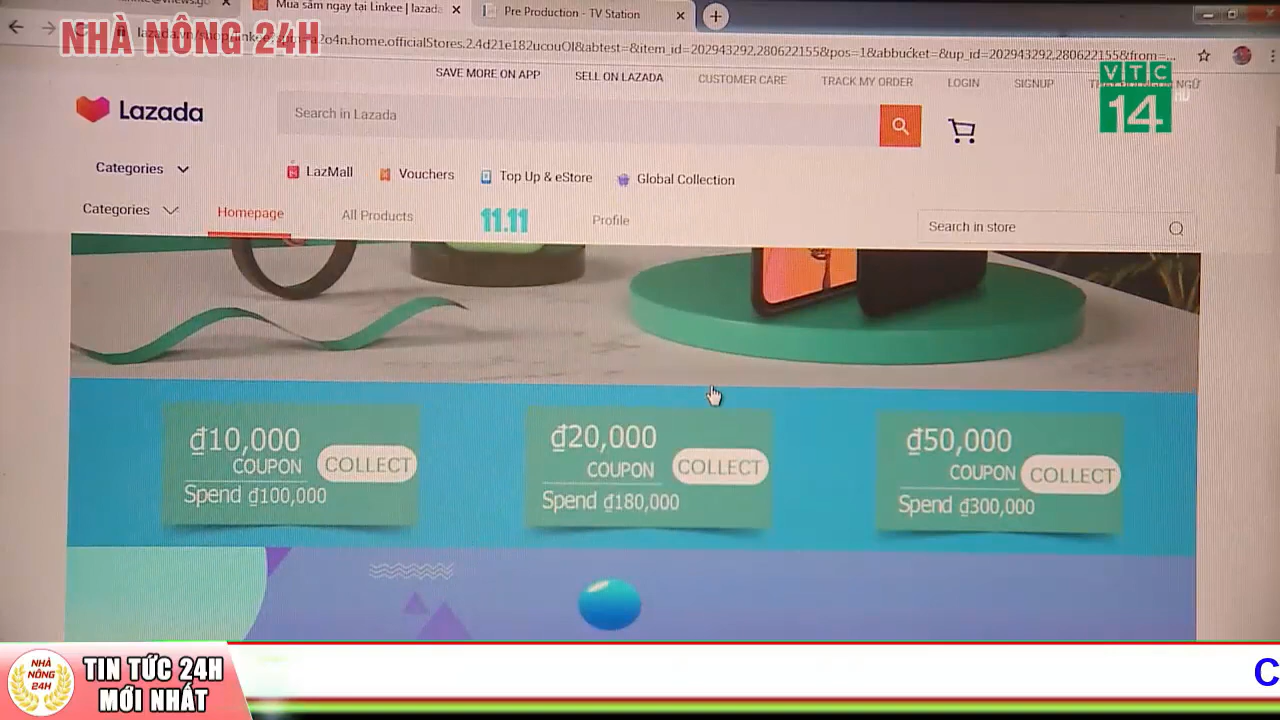 Mua sắm ngay tại Linkee | lazada
Pre Production - TV Station
NHÀ NÔNG 24H
SAVE MORE ON APP
SELL ON LAZADA
CUSTOMER CARE
TRACK MY ORDER
LOGIN
SIGNUP
VTC
14
HD
Lazada
Search in Lazada
Categories
LazMall
Vouchers
Top Up & eStore
Global Collection
Categories
Homepage
All Products
11.11
Profile
Search in store
₫10,000
COUPON
COLLECT
Spend ₫100,000
₫20,000
COUPON
COLLECT
Spend ₫180,000
₫50,000
COUPON
COLLECT
Spend ₫300,000
NHÀ
NÔNG
24H
TIN TỨC 24H
MỚI NHẤT
C